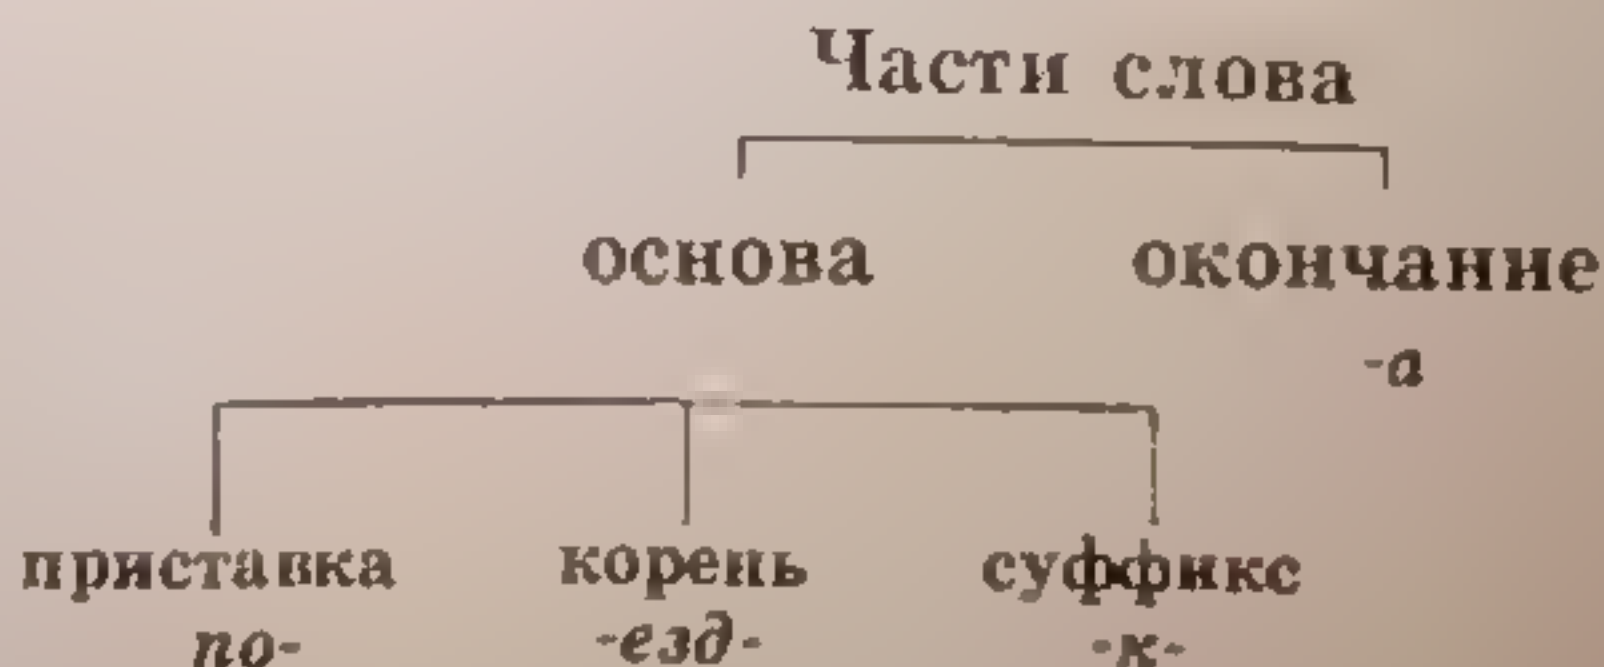 Части слова
основа окончание
-а
приставка корень суффикс
по- -езд- -к-